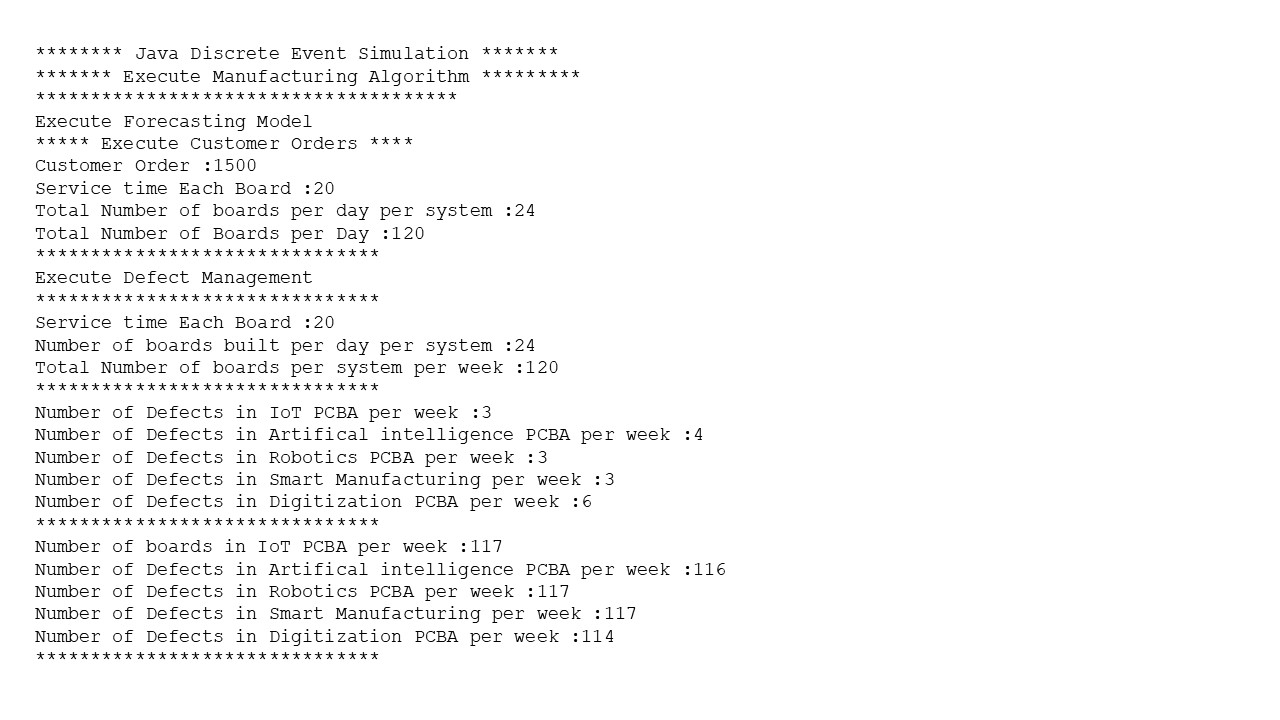 ******** Java Discrete Event Simulation *******
******* Execute Manufacturing Algorithm *********
**************************************
Execute Forecasting Model
***** Execute Customer Orders ****
Customer Order :1500
Service time Each Board :20
Total Number of boards per day per system :24
Total Number of Boards per Day :120
*******************************
Execute Defect Management
*******************************
Service time Each Board :20
Number of boards built per day per system :24
Total Number of boards per system per week :120
*******************************
Number of Defects in IoT PCBA per week :3
Number of Defects in Artifical intelligence PCBA per week :4
Number of Defects in Robotics PCBA per week :3
Number of Defects in Smart Manufacturing per week :3
Number of Defects in Digitization PCBA per week :6
*******************************
Number of boards in IoT PCBA per week :117
Number of Defects in Artifical intelligence PCBA per week :116
Number of Defects in Robotics PCBA per week :117
Number of Defects in Smart Manufacturing per week :117
Number of Defects in Digitization PCBA per week :114
*******************************